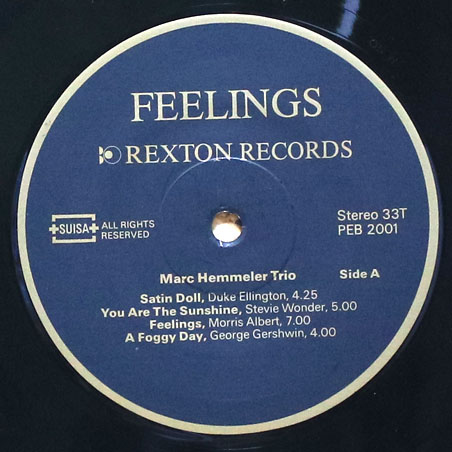 FEELINGS
REXTON RECORDS
SUISA ALL RIGHTS
RESERVED
Stereo 33T
PEB 2001
Marc Hemmeler Trio Side A
Satin Doll, Duke Ellington, 4.25
You Are The Sunshine, Stevie Wonder, 5.00
Feelings, Morris Albert, 7.00
A Foggy Day, George Gershwin, 4.00